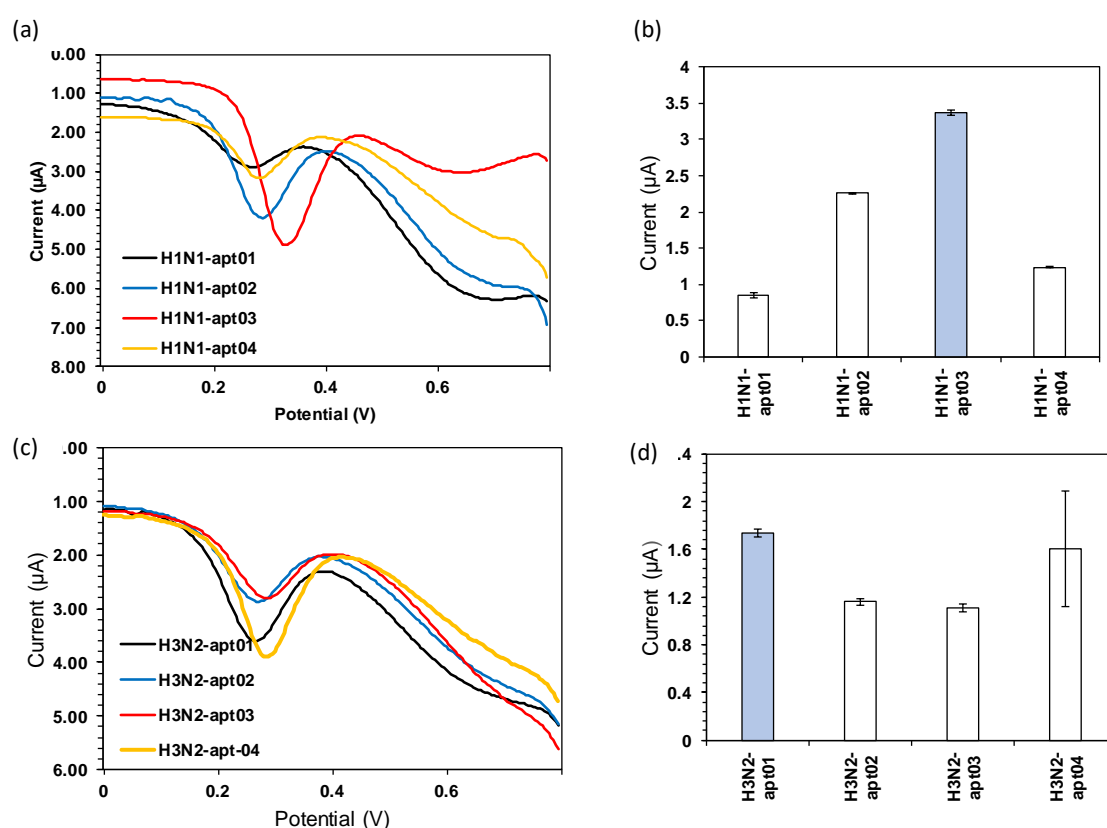 (a)
.00
1.00
2.00
3.00
4.00
5.00
6.00
7.00
8.00
Current (µA)
H1N1-apt01
H1N1-apt02
H1N1-apt03
H1N1-apt04
0
0.2
0.4
0.6
Potential (V)
(b)
4
3.5
3
2.5
2
1.5
1
0.5
0
Current (µA)
H1N1-apt01
H1N1-apt02
H1N1-apt03
H1N1-apt04
(c)
.00
1.00
2.00
3.00
4.00
5.00
6.00
Current (µA)
H3N2-apt01
H3N2-apt02
H3N2-apt03
H3N2-apt-04
0
0.2
0.4
0.6
Potential (V)
(d)
.4
2
1.6
1.2
0.8
0.4
0
Current (µA)
H3N2-apt01
H3N2-apt02
H3N2-apt03
H3N2-apt04